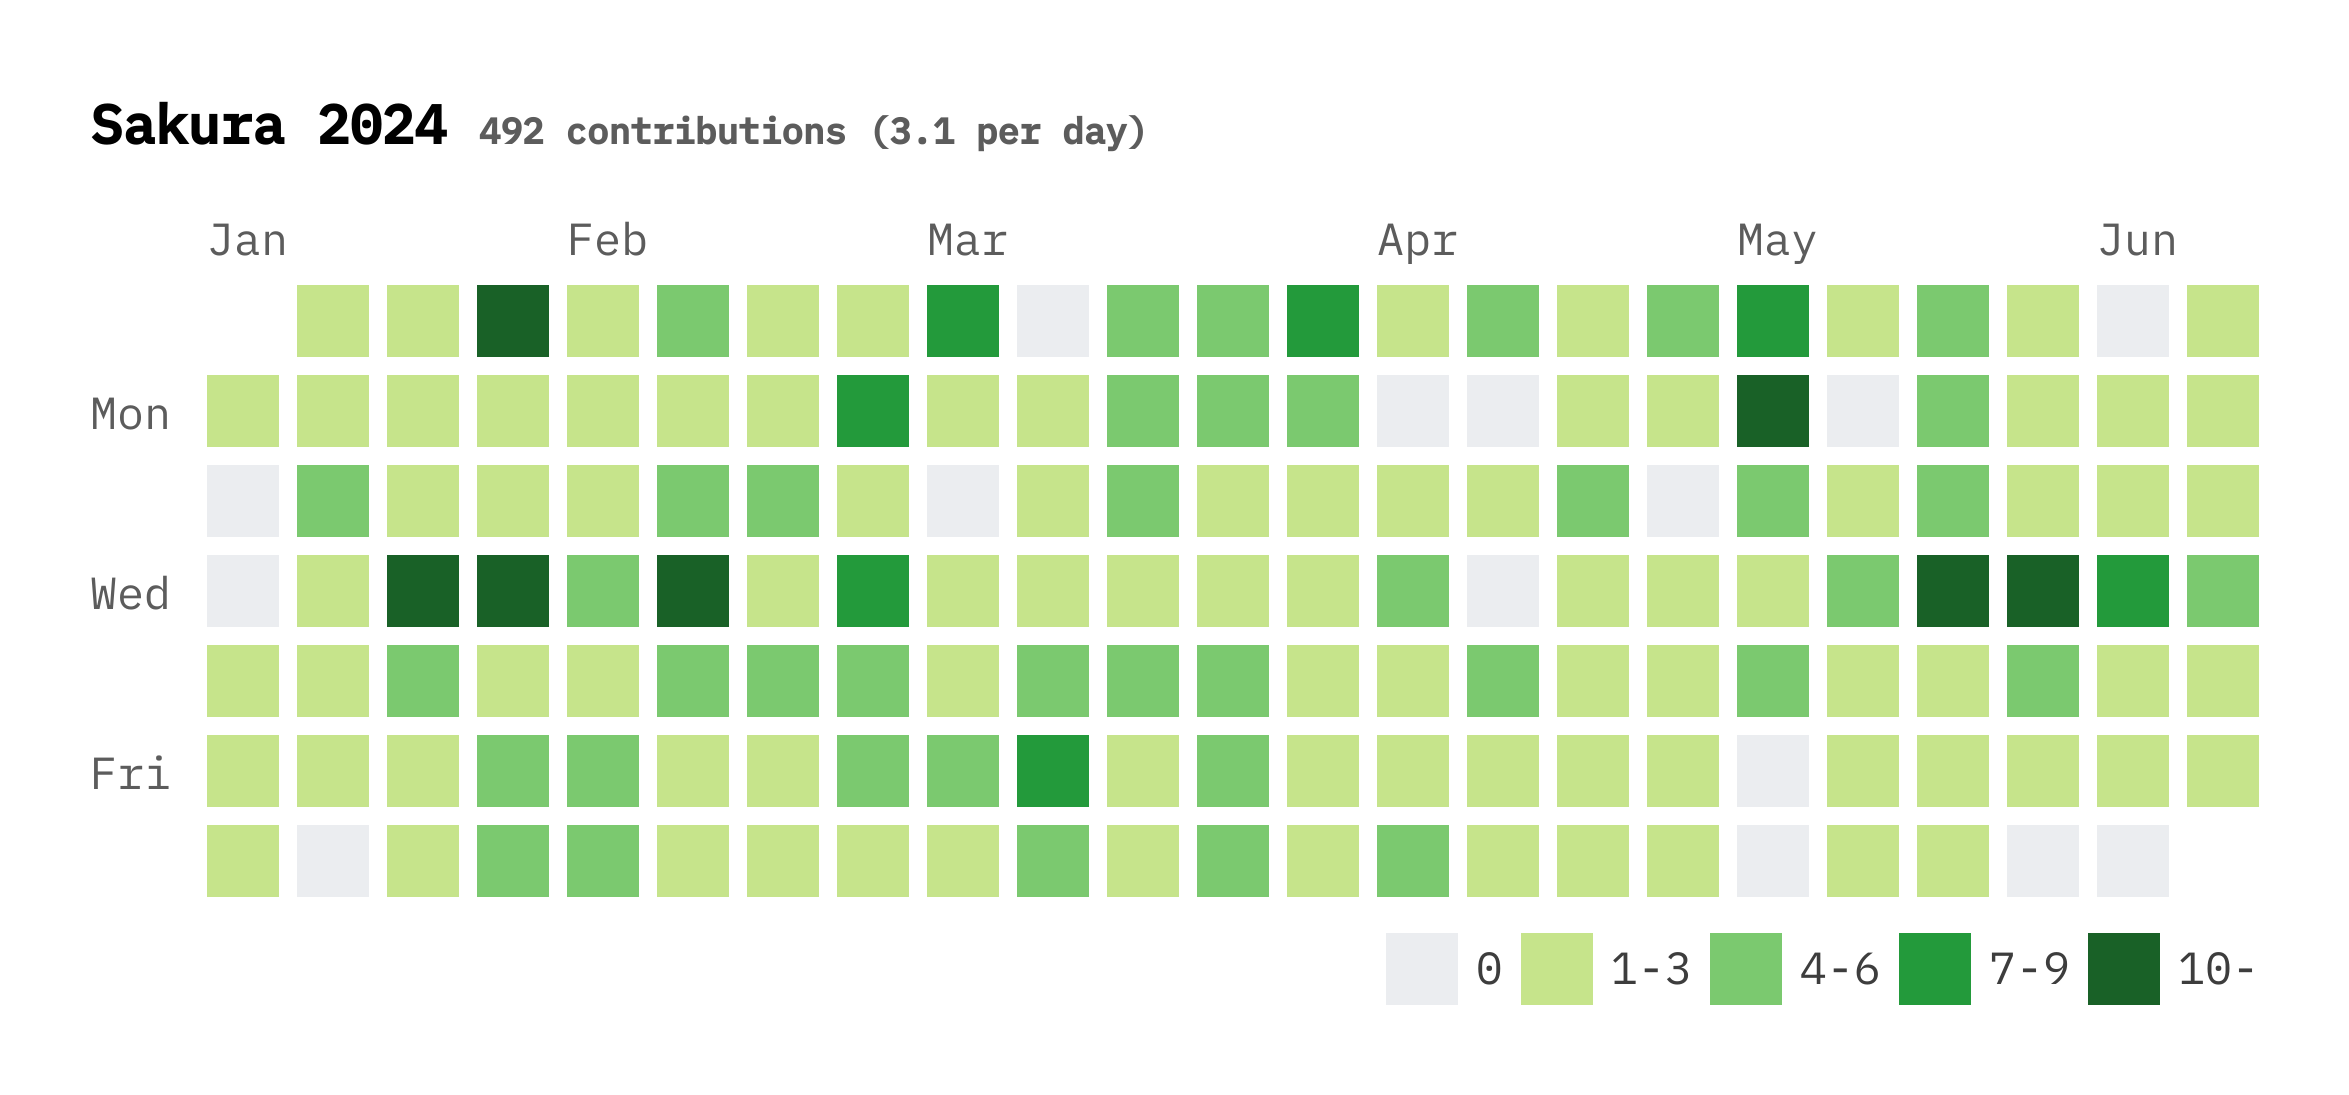 Sakura 2024 492 contributions (3.1 per day)
Jan Feb Mar Apr May Jun
Mon
Wed
Fri
0 1-3 4-6 7-9 10-